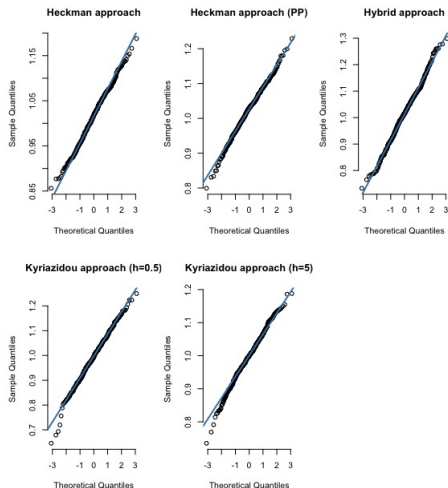 Heckman approach
Heckman approach (PP)
Hybrid approach
Sample Quantiles
0.85 0.95 1.05 1.15
-3 -1 0 1 2 3
Theoretical Quantiles
Sample Quantiles
0.8 0.9 1.0 1.1 1.2
-3 -1 0 1 2 3
Theoretical Quantiles
Sample Quantiles
0.8 0.9 1.0 1.1 1.2 1.3
-3 -1 0 1 2 3
Theoretical Quantiles
Kyriazidou approach (h=0.5)
Kyriazidou approach (h=5)
Sample Quantiles
0.7 0.8 0.9 1.0 1.1 1.2
-3 -1 0 1 2 3
Theoretical Quantiles
Sample Quantiles
0.8 0.9 1.0 1.1 1.2
-3 -1 0 1 2 3
Theoretical Quantiles